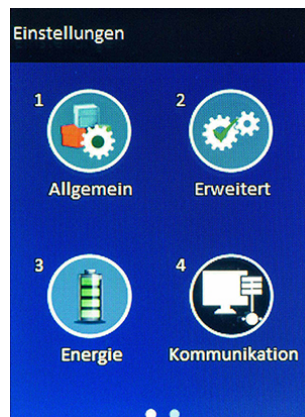 Einstellungen
1
2
Allgemein
Erweitert
3
4
Energie
Kommunikation